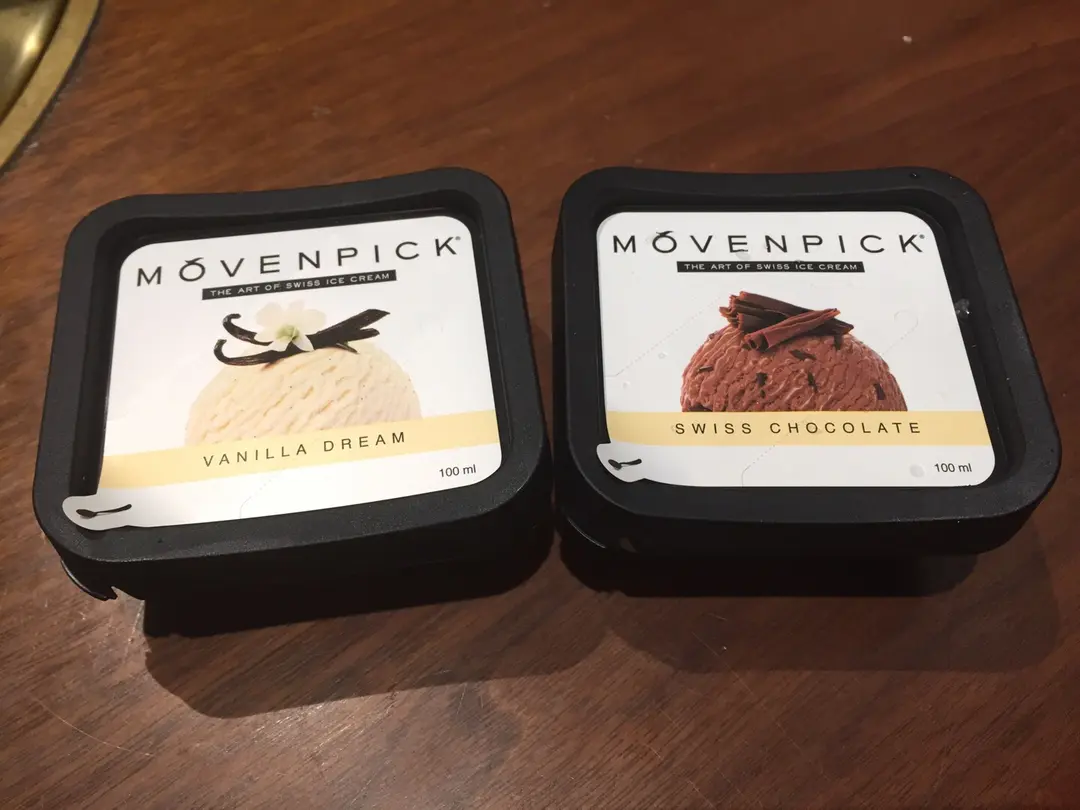 MÖVENPICK®
THE ART OF SWISS ICE CREAM
VANILLA DREAM
100 ml
MÖVENPICK®
THE ART OF SWISS ICE CREAM
SWISS CHOCOLATE
100 ml